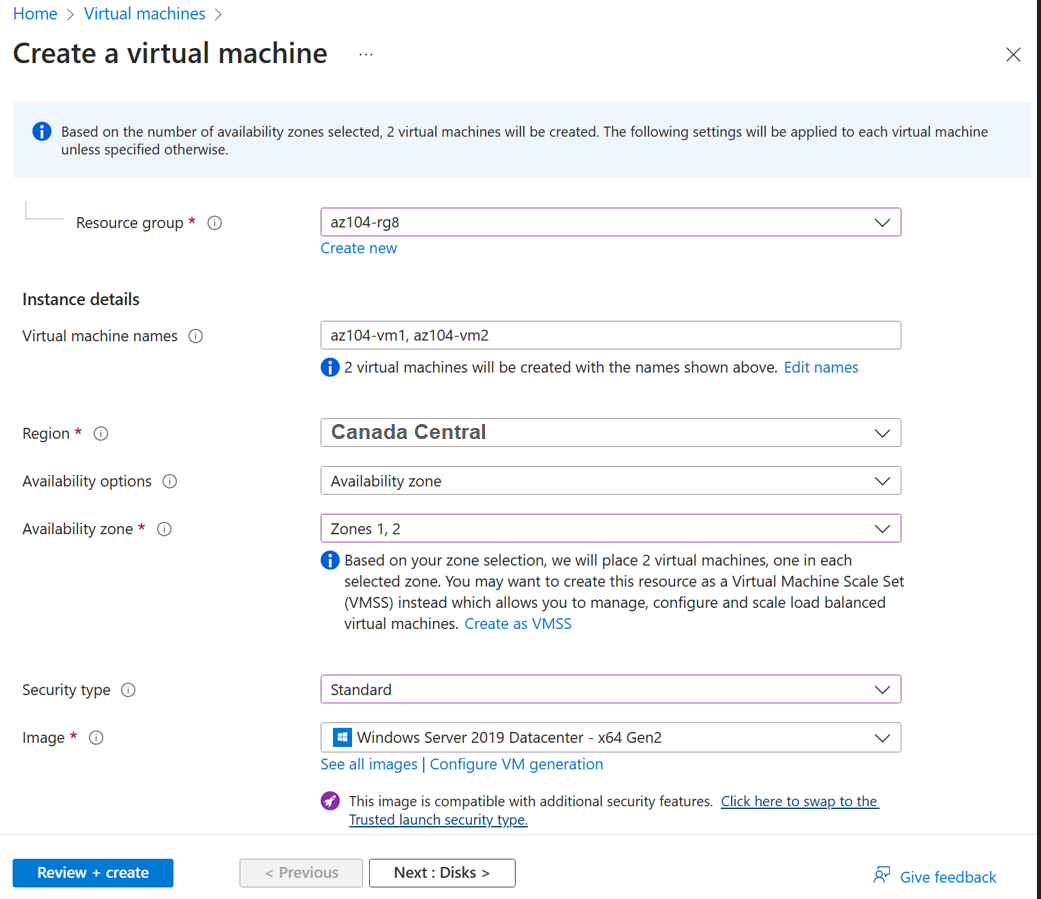 Home > Virtual machines >
Create a virtual machine ...
Based on the number of availability zones selected, 2 virtual machines will be created. The following settings will be applied to each virtual machine
unless specified otherwise.
Resource group * az104-rg8
Create new
Instance details
Virtual machine names az104-vm1, az104-vm2
2 virtual machines will be created with the names shown above. Edit names
Region * Canada Central
Availability options Availability zone
Availability zone * Zones 1, 2
Based on your zone selection, we will place 2 virtual machines, one in each
selected zone. You may want to create this resource as a Virtual Machine Scale Set
(VMSS) instead which allows you to manage, configure and scale load balanced
virtual machines. Create as VMSS
Security type Standard
Image * Windows Server 2019 Datacenter - x64 Gen2
See all images | Configure VM generation
This image is compatible with additional security features. Click here to swap to the
Trusted launch security type.
Review + create < Previous Next : Disks > Give feedback